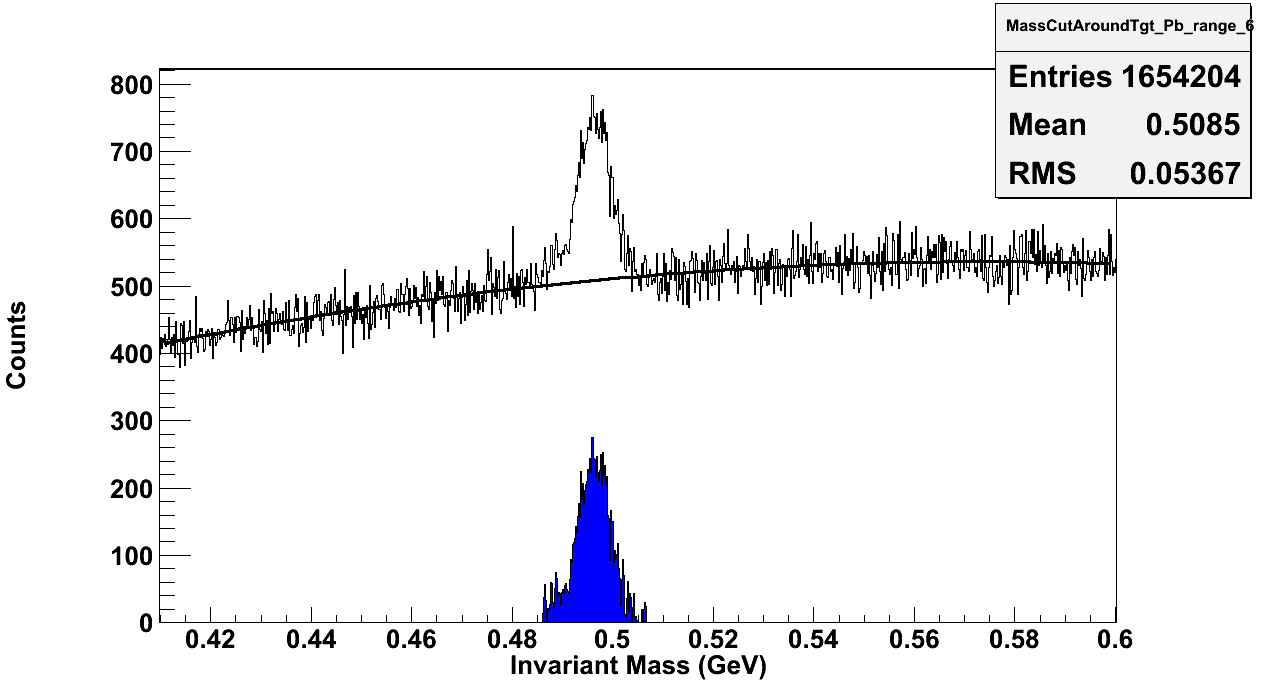 MassCutAroundTgt_Pb_range_6
Entries 1654204
Mean 0.5085
RMS 0.05367
Counts
800
700
600
500
400
300
200
100
0
0.42 0.44 0.46 0.48 0.5 0.52 0.54 0.56 0.58 0.6
Invariant Mass (GeV)